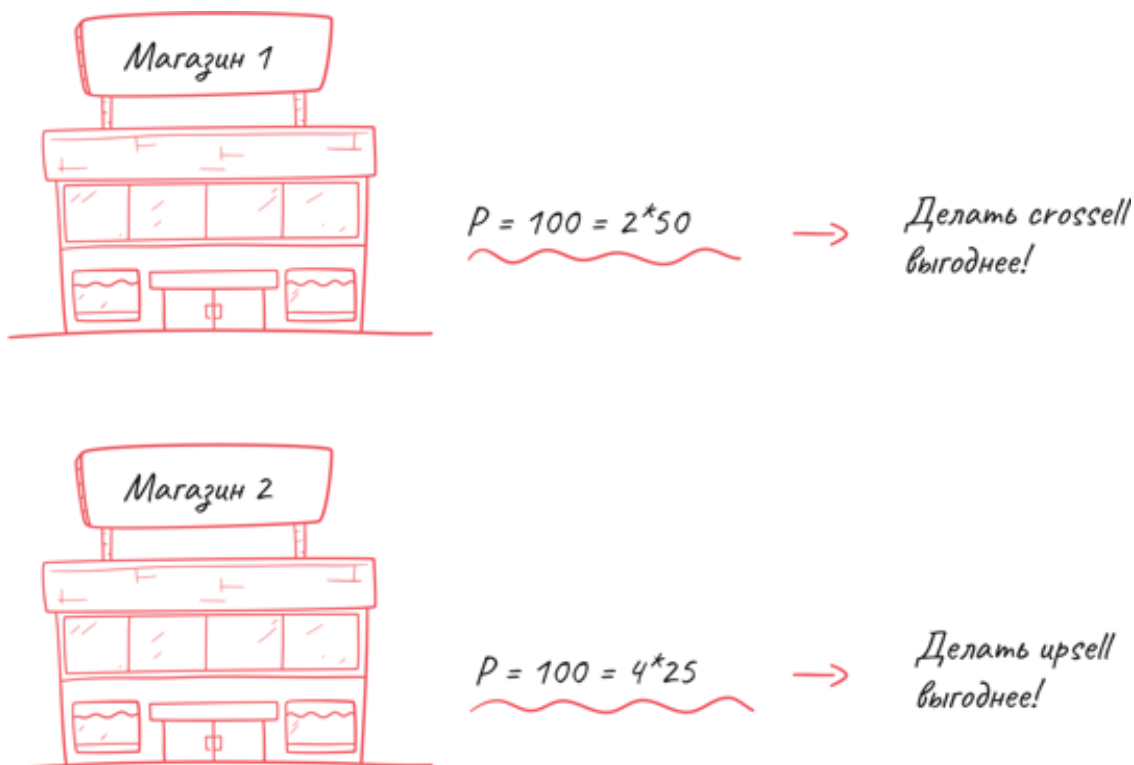 Магазин 1
P = 100 = 2*50
Делать crossell
выгоднее!
Магазин 2
P = 100 = 4*25
Делать upsell
выгоднее!